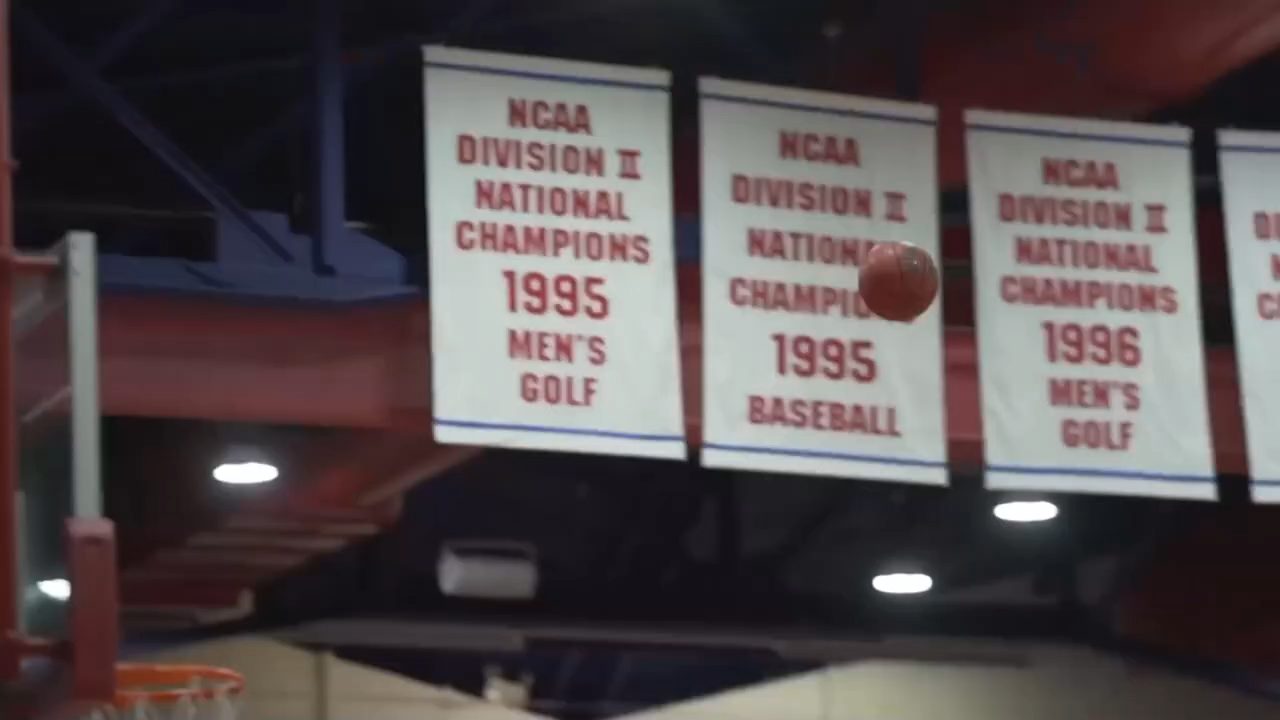 NCAA
DIVISION II
NATIONAL
CHAMPIONS
1995
MEN'S
GOLF
NCAA
DIVISION II
1995
BASEBALL
NCAA
DIVISION II
NATIONAL
CHAMPIONS
1996
MEN'S
GOLF